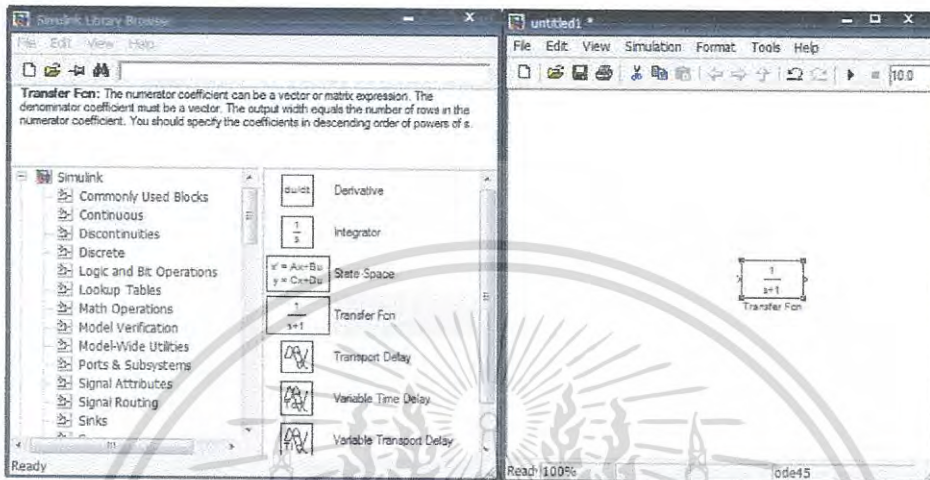 Simulink Library Browser
File Edit View Help
Transfer Fcn: The numerator coefficient can be a vector or matrix expression. The
denominator coefficient must be a vector. The output width equals the number of rows in the
numerator coefficient. You should specify the coefficients in descending order of powers of s.
Simulink
Commonly Used Blocks
Continuous
Discontinuities
Discrete
Logic and Bit Operations
Lookup Tables
Math Operations
Model Verification
Model-Wide Utilities
Ports & Subsystems
Signal Attributes
Signal Routing
Sinks
du/dt Derivative
1
s
Integrator
x' = Ax+Bu
y = Cx+Du
State-Space
1
s+1
Transfer Fcn
Transport Delay
Variable Time Delay
Variable Transport Delay
Ready
untitled1 *
File Edit View Simulation Format Tools Help
10.0
1
s+1
Transfer Fcn
Read 100% ode45